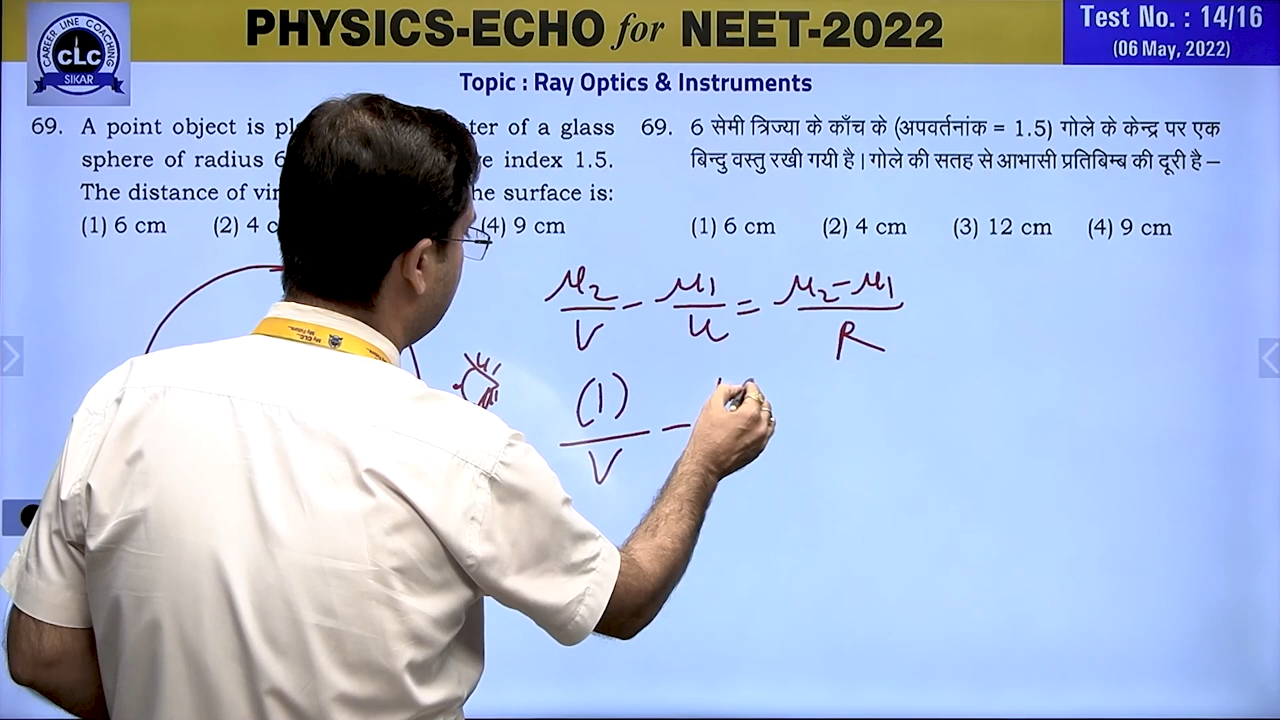 PHYSICS-ECHO for NEET-2022
Test No. : 14/16
(06 May, 2022)
CAREER LINE COACHING
CLC
SIKAR
Topic : Ray Optics & Instruments
69. A point object is ter of a glass
sphere of radius index 1.5.
The distance of he surface is:
(1) 6 cm (2) 4 (4) 9 cm
69. 6 सेमी त्रिज्या के काँच के (अपवर्तनांक = 1.5) गोले के केन्द्र पर एक
बिन्दु वस्तु रखी गयी है। गोले की सतह से आभासी प्रतिबिम्ब की दूरी है –
(1) 6 cm (2) 4 cm (3) 12 cm (4) 9 cm
μ2/V - μ1/u = μ2-μ1/R
(1)/V -